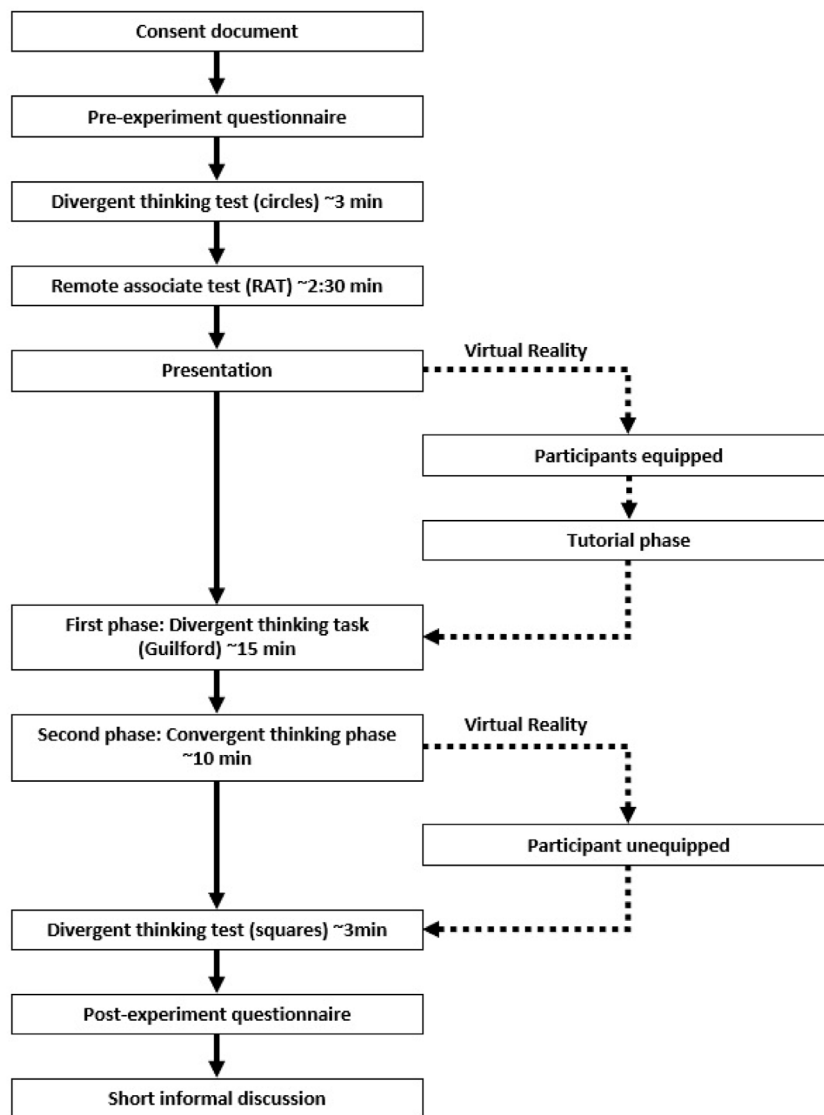 Consent document
Pre-experiment questionnaire
Divergent thinking test (circles) ~3 min
Remote associate test (RAT) ~2:30 min
Presentation
Virtual Reality
Participants equipped
Tutorial phase
First phase: Divergent thinking task
(Guilford) ~15 min
Second phase: Convergent thinking phase
~10 min
Virtual Reality
Participant unequipped
Divergent thinking test (squares) ~3min
Post-experiment questionnaire
Short informal discussion